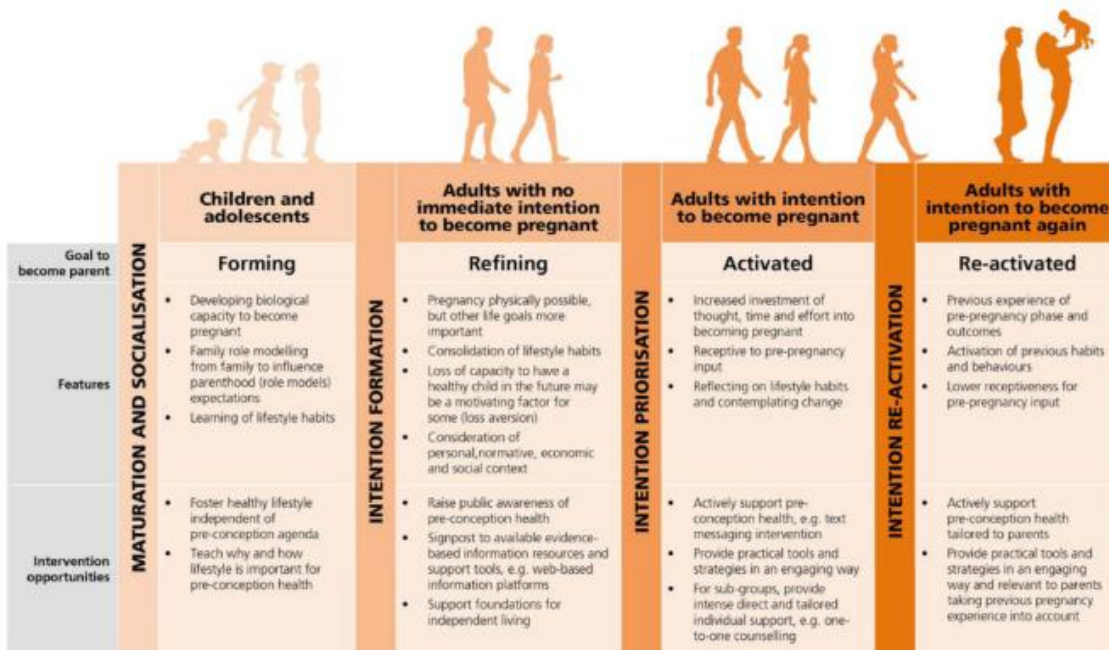 Children and
adolescents
Adults with no
immediate intention
to become pregnant
Adults with intention
to become pregnant
Adults with
intention to become
pregnant again
Goal to
become parent
Forming
Refining
Activated
Re-activated
MATURATION AND SOCIALISATION
INTENTION FORMATION
INTENTION PRIORISATION
INTENTION RE-ACTIVATION
Features
• Developing biological
capacity to become
pregnant
• Family role modelling
from family to influence
parenthood (role models)
expectations
• Learning of lifestyle habits
• Pregnancy physically possible,
but other life goals more
important
• Consolidation of lifestyle habits
• Loss of capacity to have
a healthy child in the future may
be a motivating factor for
some (loss aversion)
• Consideration of
personal,normative, economic
and social context
• Increased investment of
thought, time and effort into
becoming pregnant
• Receptive to pre-pregnancy
input
• Reflecting on lifestyle habits
and contemplating change
• Previous experience of
pre-pregnancy phase and
outcomes
• Activation of previous habits
and behaviours
• Lower receptiveness for
pre-pregnancy input
Intervention
opportunities
• Foster healthy lifestyle
independent of
pre-conception agenda
• Teach why and how
lifestyle is important for
pre-conception health
• Raise public awareness of
pre-conception health
• Signpost to available evidence-
based information resources and
support tools, e.g. web-based
information platforms
• Support foundations for
independent living
• Actively support pre-
conception health, e.g. text
messaging intervention
• Provide practical tools and
strategies in an engaging way
• For sub-groups, provide
intense direct and tailored
individual support, e.g. one-
to-one counselling
• Actively support
pre-conception health
tailored to parents
• Provide practical tools and
strategies in an engaging
way and relevant to parents
taking previous pregnancy
experience into account